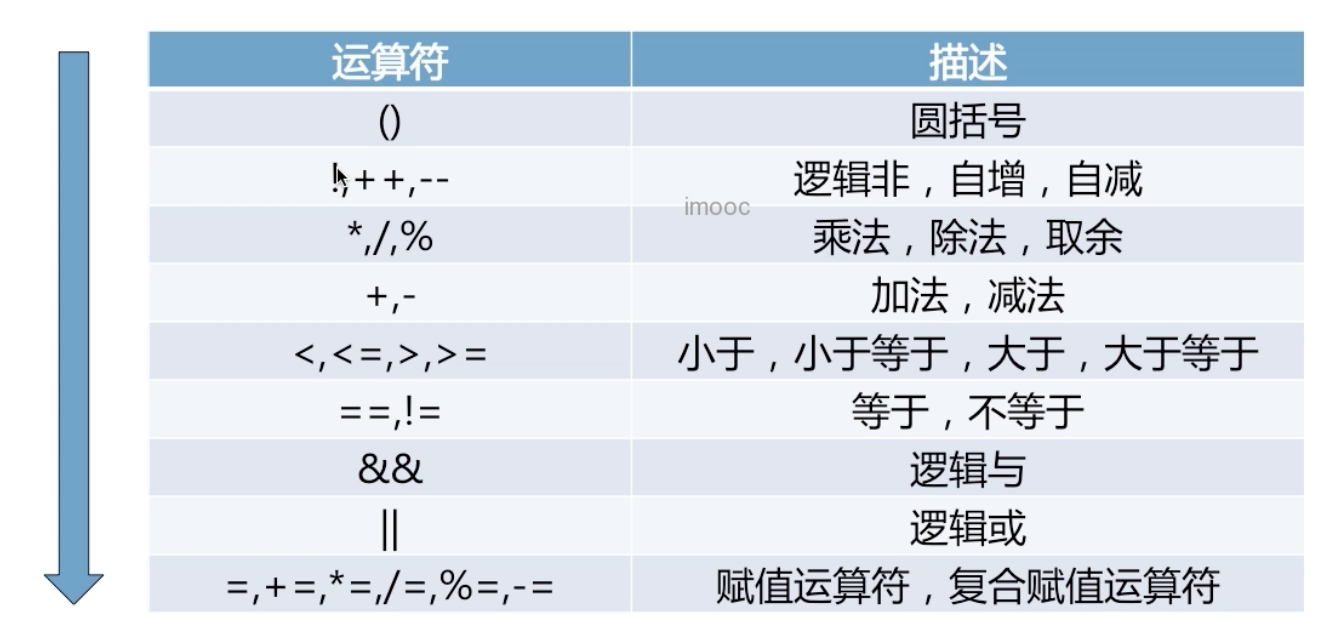 运算符 描述
() 圆括号
!,++,-- 逻辑非，自增，自减
imooc
*,/,% 乘法，除法，取余
+,- 加法，减法
<,<=,>,>= 小于，小于等于，大于，大于等于
==,!= 等于，不等于
&& 逻辑与
|| 逻辑或
=,+=,*=,/=,%=,-= 赋值运算符，复合赋值运算符